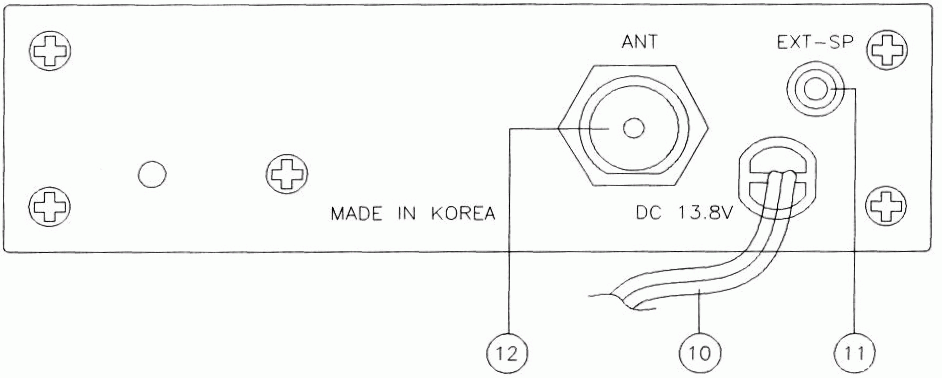 ANT
EXT-SP
MADE IN KOREA
DC 13.8V
12
10
11